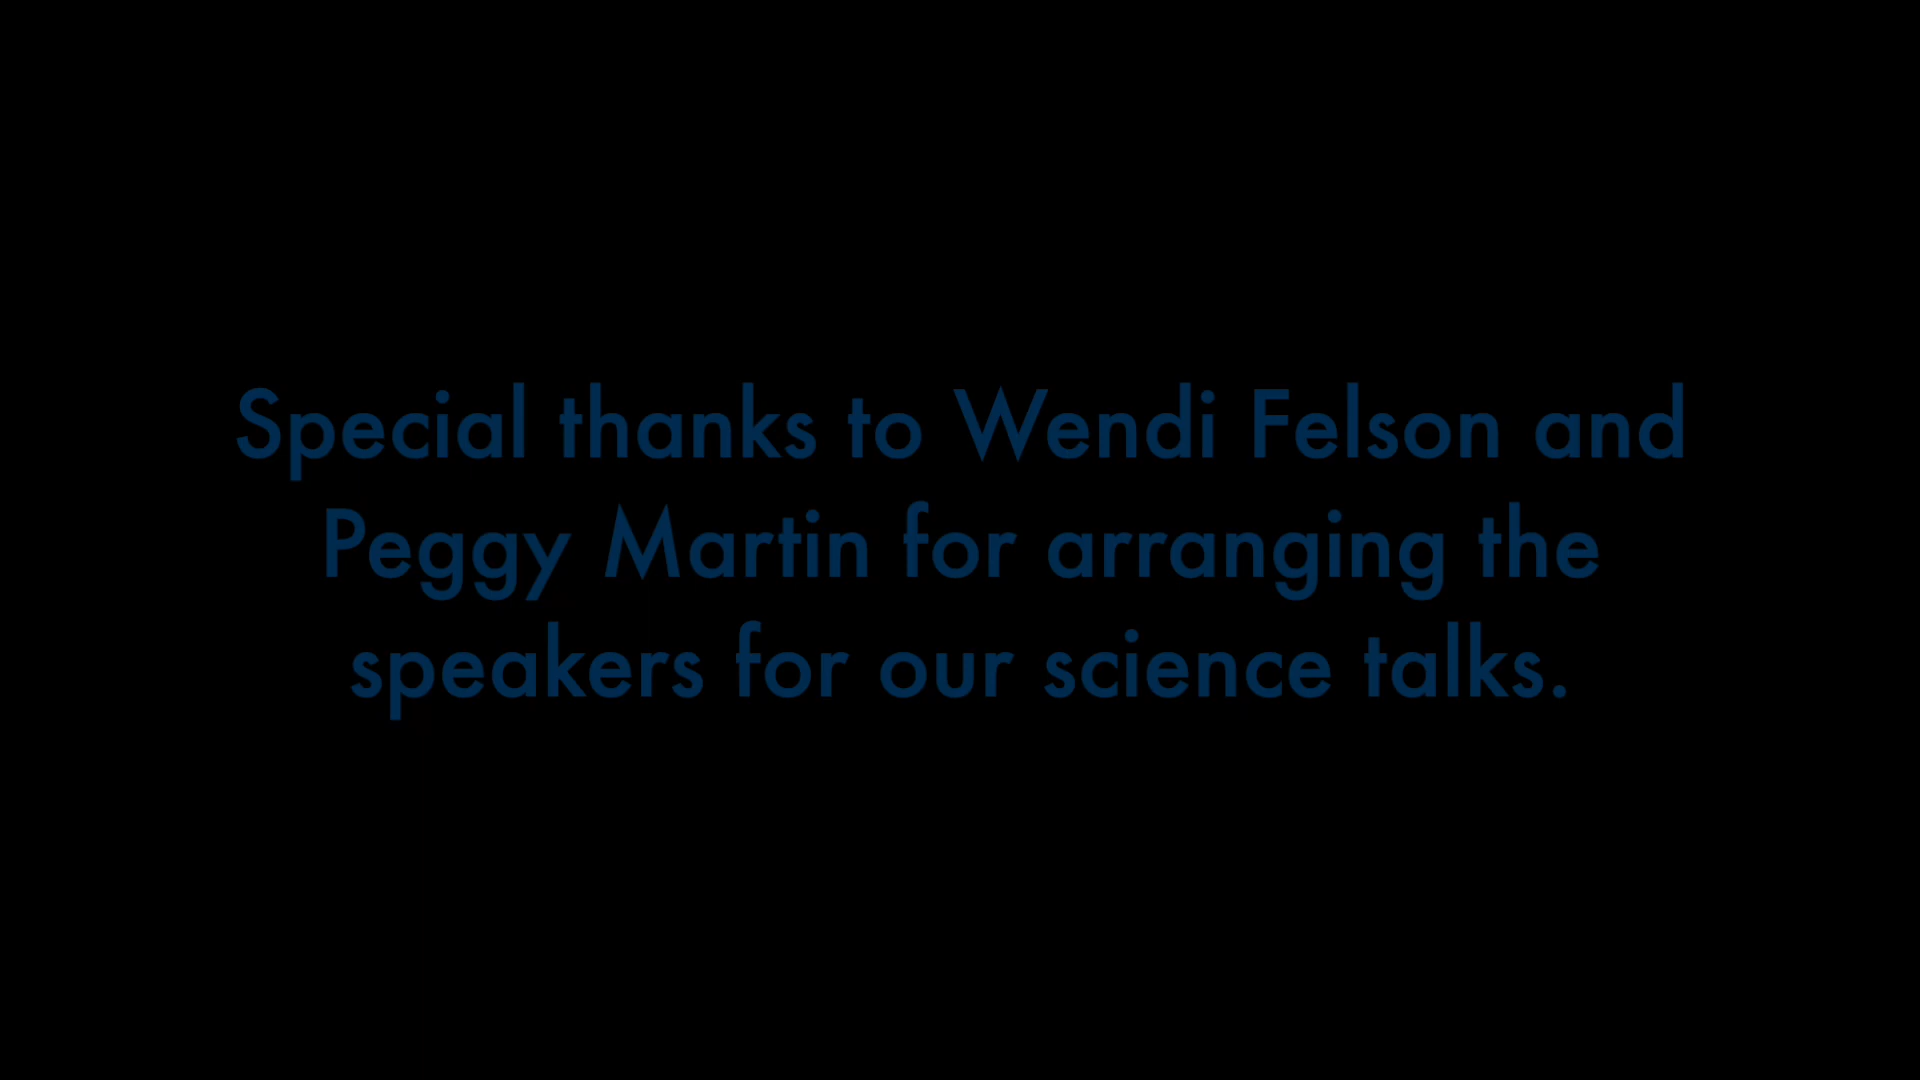 Special thanks to Wendi Felson and
Peggy Martin for arranging the
speakers for our science talks.